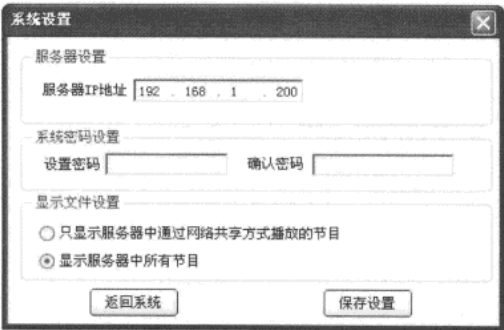 系统设置
服务器设置
服务器IP地址 192 . 168 . 1 . 200
系统密码设置
设置密码 确认密码
显示文件设置
只显示服务器中通过网络共享方式播放的节目
显示服务器中所有节目
返回系统 保存设置